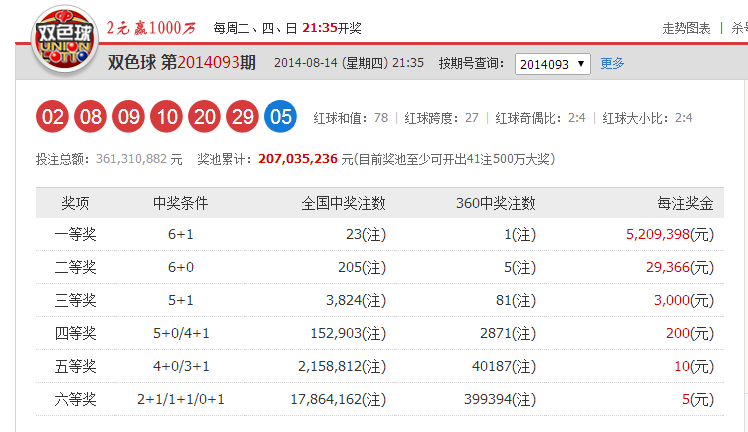 双色球 UNION LOTTO 2元赢1000万 每周二、四、日 21:35开奖 走势图表 | 杀号
双色球 第2014093期 2014-08-14 (星期四) 21:35 按期号查询： 2014093 更多
02 08 09 10 20 29 05 红球和值：78 | 红球跨度：27 | 红球奇偶比：2:4 | 红球大小比：2:4
投注总额：361,310,882 元 奖池累计：207,035,236 元(目前奖池至少可开出41注500万大奖)
奖项 中奖条件 全国中奖注数 360中奖注数 每注奖金
一等奖 6+1 23(注) 1(注) 5,209,398(元)
二等奖 6+0 205(注) 5(注) 29,366(元)
三等奖 5+1 3,824(注) 81(注) 3,000(元)
四等奖 5+0/4+1 152,903(注) 2871(注) 200(元)
五等奖 4+0/3+1 2,158,812(注) 40187(注) 10(元)
六等奖 2+1/1+1/0+1 17,864,162(注) 399394(注) 5(元)